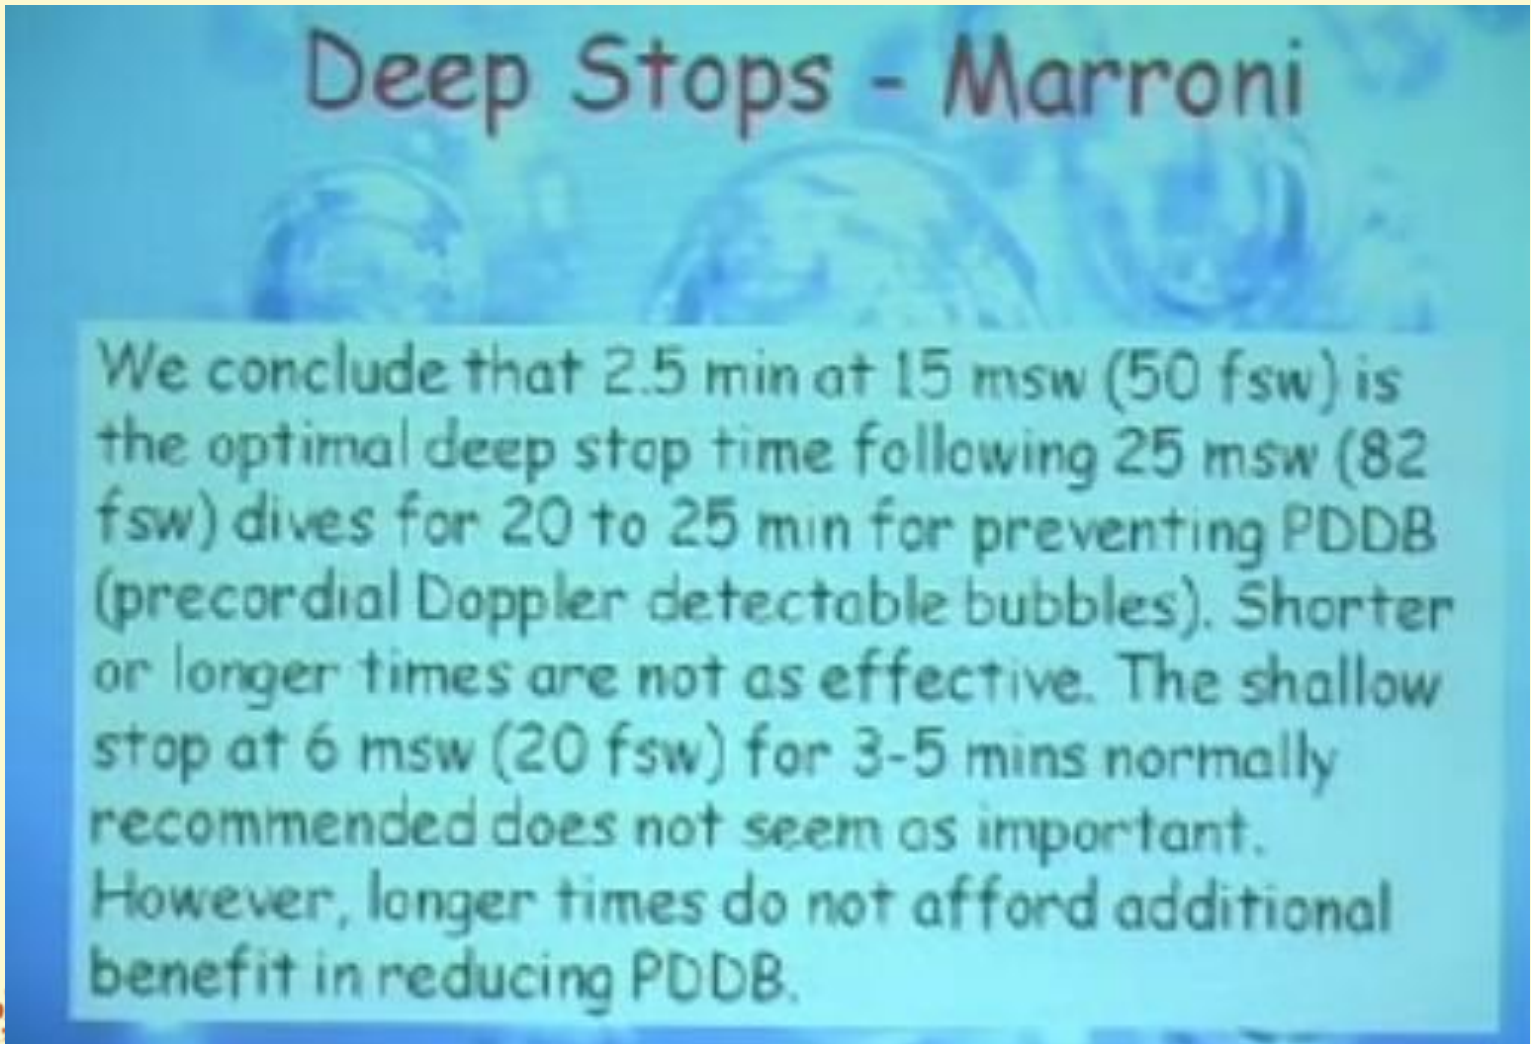 Deep Stops - Marroni
We conclude that 2.5 min at 15 msw (50 fsw) is
the optimal deep stop time following 25 msw (82
fsw) dives for 20 to 25 min for preventing PDDB
(precordial Doppler detectable bubbles). Shorter
or longer times are not as effective. The shallow
stop at 6 msw (20 fsw) for 3-5 mins normally
recommended does not seem as important.
However, longer times do not afford additional
benefit in reducing PDDB.